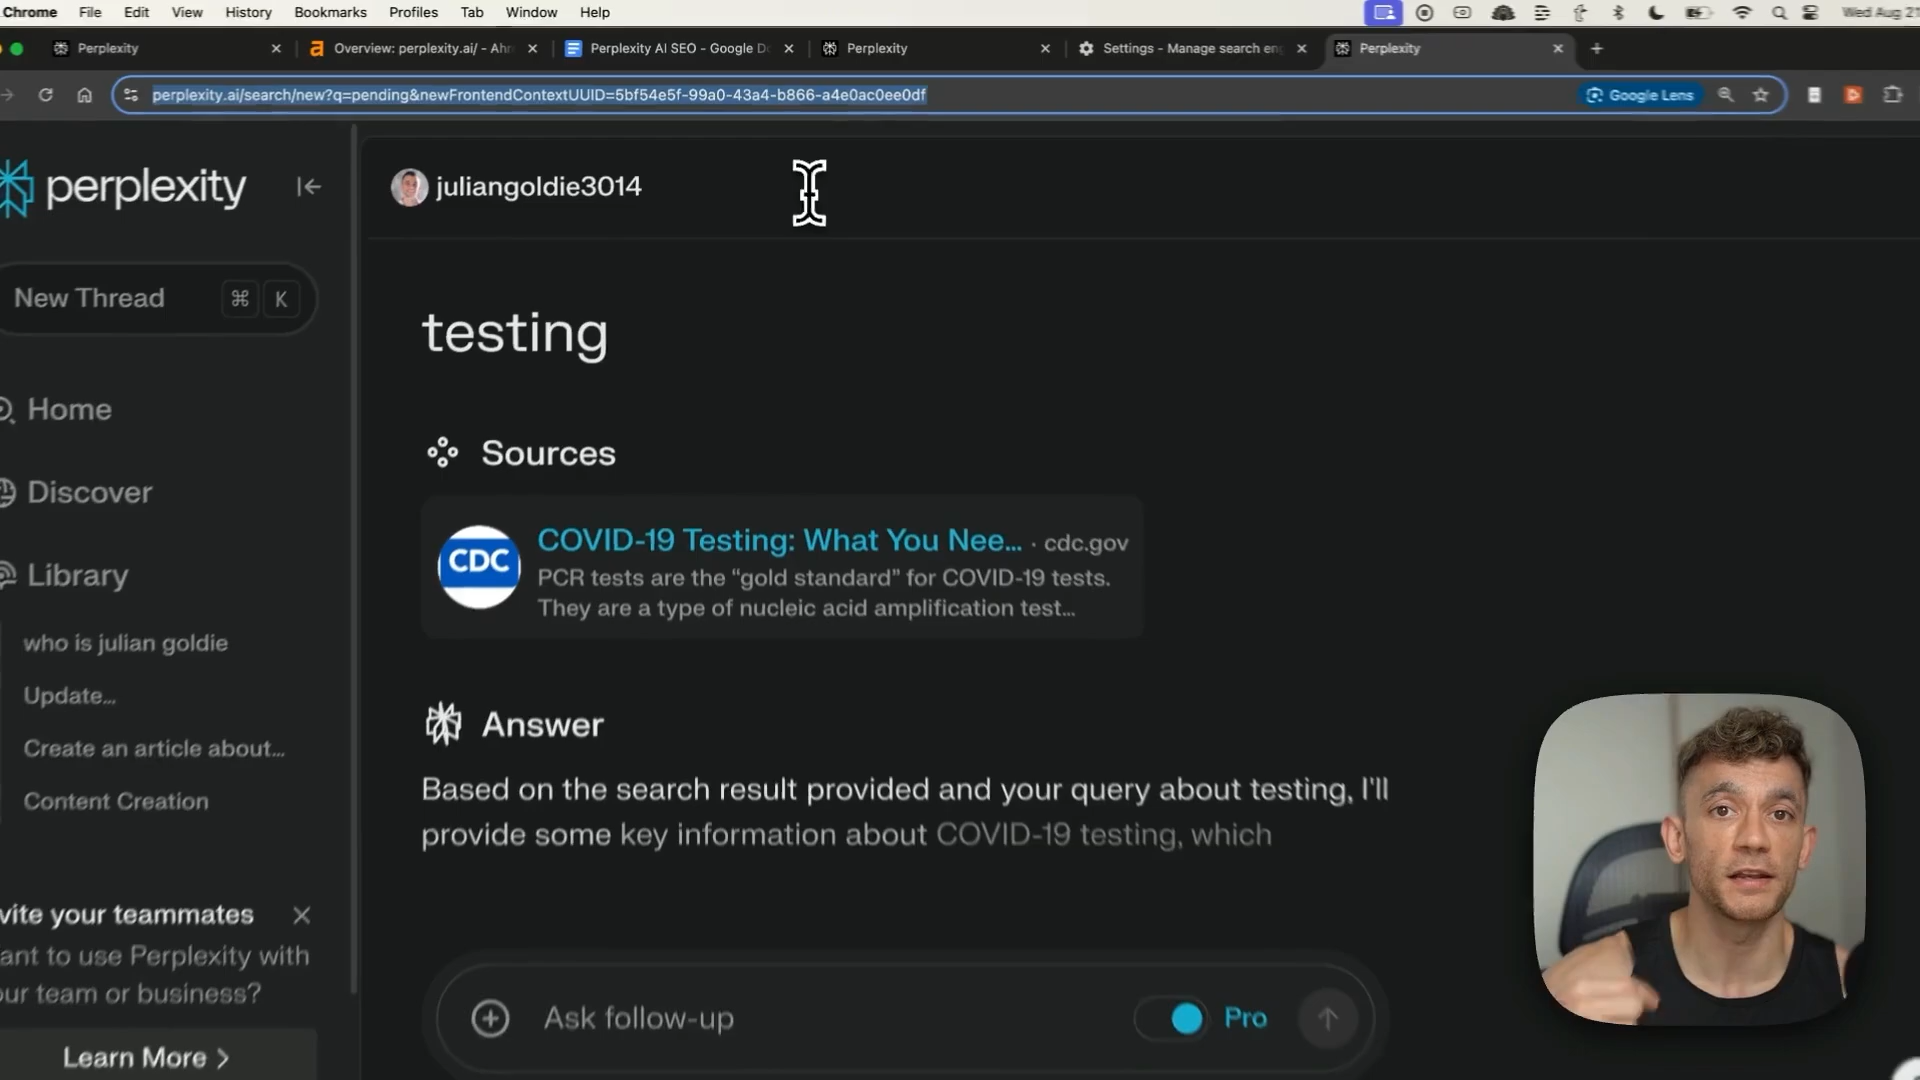 Chrome File Edit View History Bookmarks Profiles Tab Window Help Wed Aug 21
Perplexity
Overview: perplexity.ai/ - Ahr
Perplexity AI SEO - Google Do
Perplexity
Settings - Manage search eng
Perplexity
perplexity.ai/search/new?q=pending&newFrontendContextUUID=5bf54e5f-99a0-43a4-b866-a4e0ac0ee0df
Google Lens
perplexity
juliangoldie3014
New Thread ⌘ K
testing
Home
Discover
Library
who is julian goldie
Update...
Create an article about...
Content Creation
Sources
CDC
COVID-19 Testing: What You Nee... · cdc.gov
PCR tests are the “gold standard” for COVID-19 tests.
They are a type of nucleic acid amplification test...
Answer
Based on the search result provided and your query about testing, I'll
provide some key information about COVID-19 testing, which
vite your teammates
ant to use Perplexity with
our team or business?
Learn More
Ask follow-up
Pro